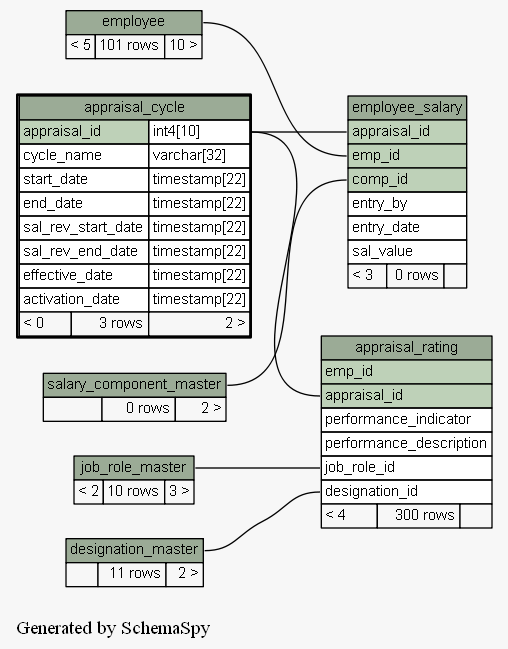 employee
< 5 101 rows 10 >
appraisal_cycle
appraisal_id int4[10]
cycle_name varchar[32]
start_date timestamp[22]
end_date timestamp[22]
sal_rev_start_date timestamp[22]
sal_rev_end_date timestamp[22]
effective_date timestamp[22]
activation_date timestamp[22]
< 0 3 rows 2 >
employee_salary
appraisal_id
emp_id
comp_id
entry_by
entry_date
sal_value
< 3 0 rows
appraisal_rating
emp_id
appraisal_id
performance_indicator
performance_description
job_role_id
designation_id
< 4 300 rows
salary_component_master
0 rows 2 >
job_role_master
< 2 10 rows 3 >
designation_master
11 rows 2 >
Generated by SchemaSpy